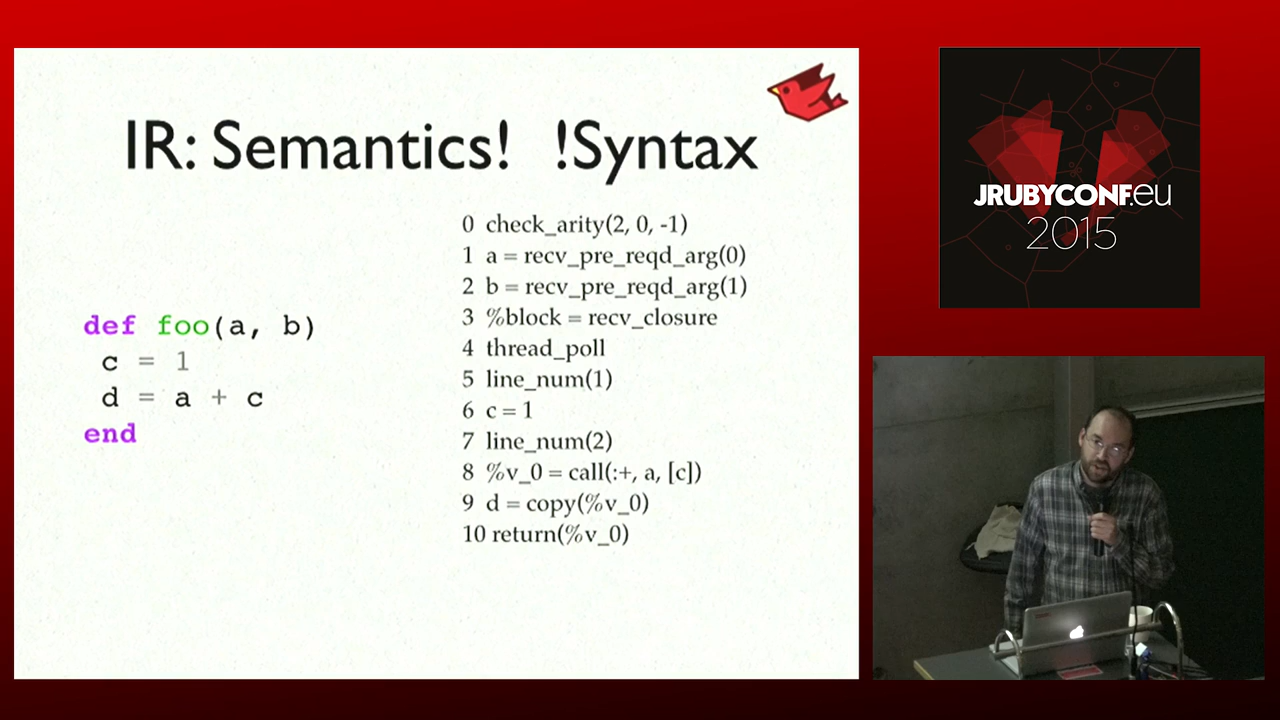 IR: Semantics! !Syntax
def foo(a, b)
c = 1
d = a + c
end
0 check_arity(2, 0, -1)
1 a = recv_pre_reqd_arg(0)
2 b = recv_pre_reqd_arg(1)
3 %block = recv_closure
4 thread_poll
5 line_num(1)
6 c = 1
7 line_num(2)
8 %v_0 = call(:+, a, [c])
9 d = copy(%v_0)
10 return(%v_0)
JRUBYCONF.eu
2015